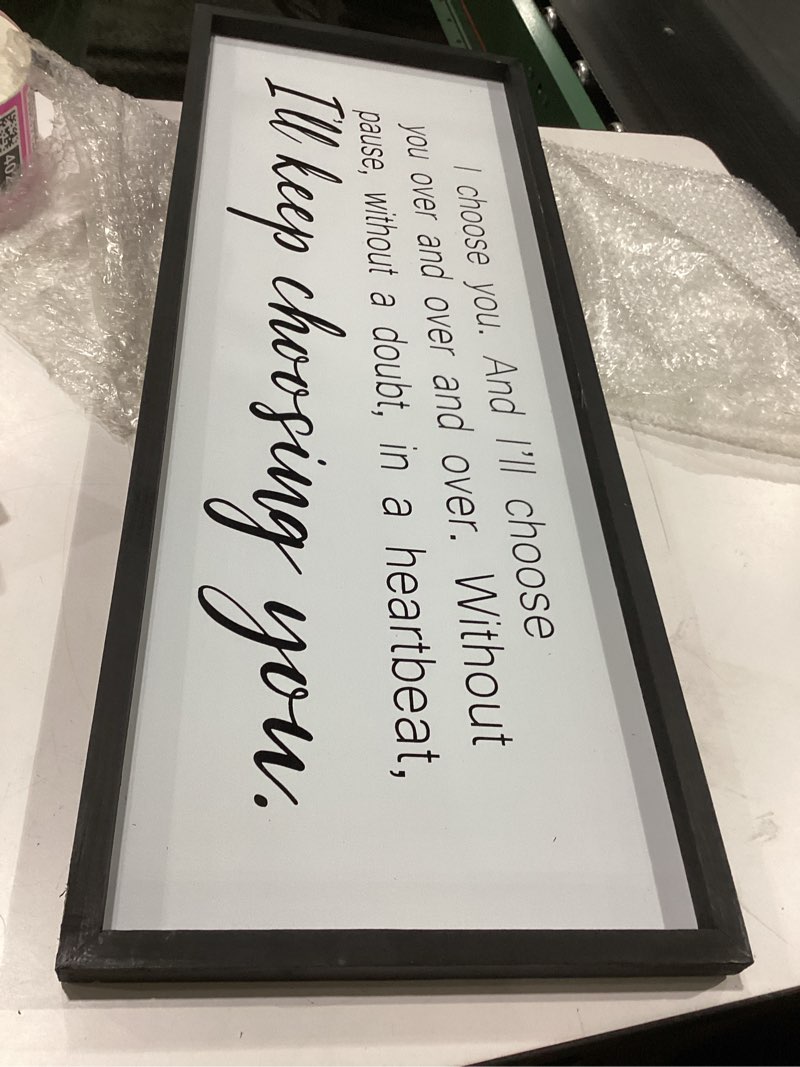 I choose you. And I'll choose
you over and over and over. Without
pause, without a doubt, in a heartbeat,
I'll keep choosing you.
40